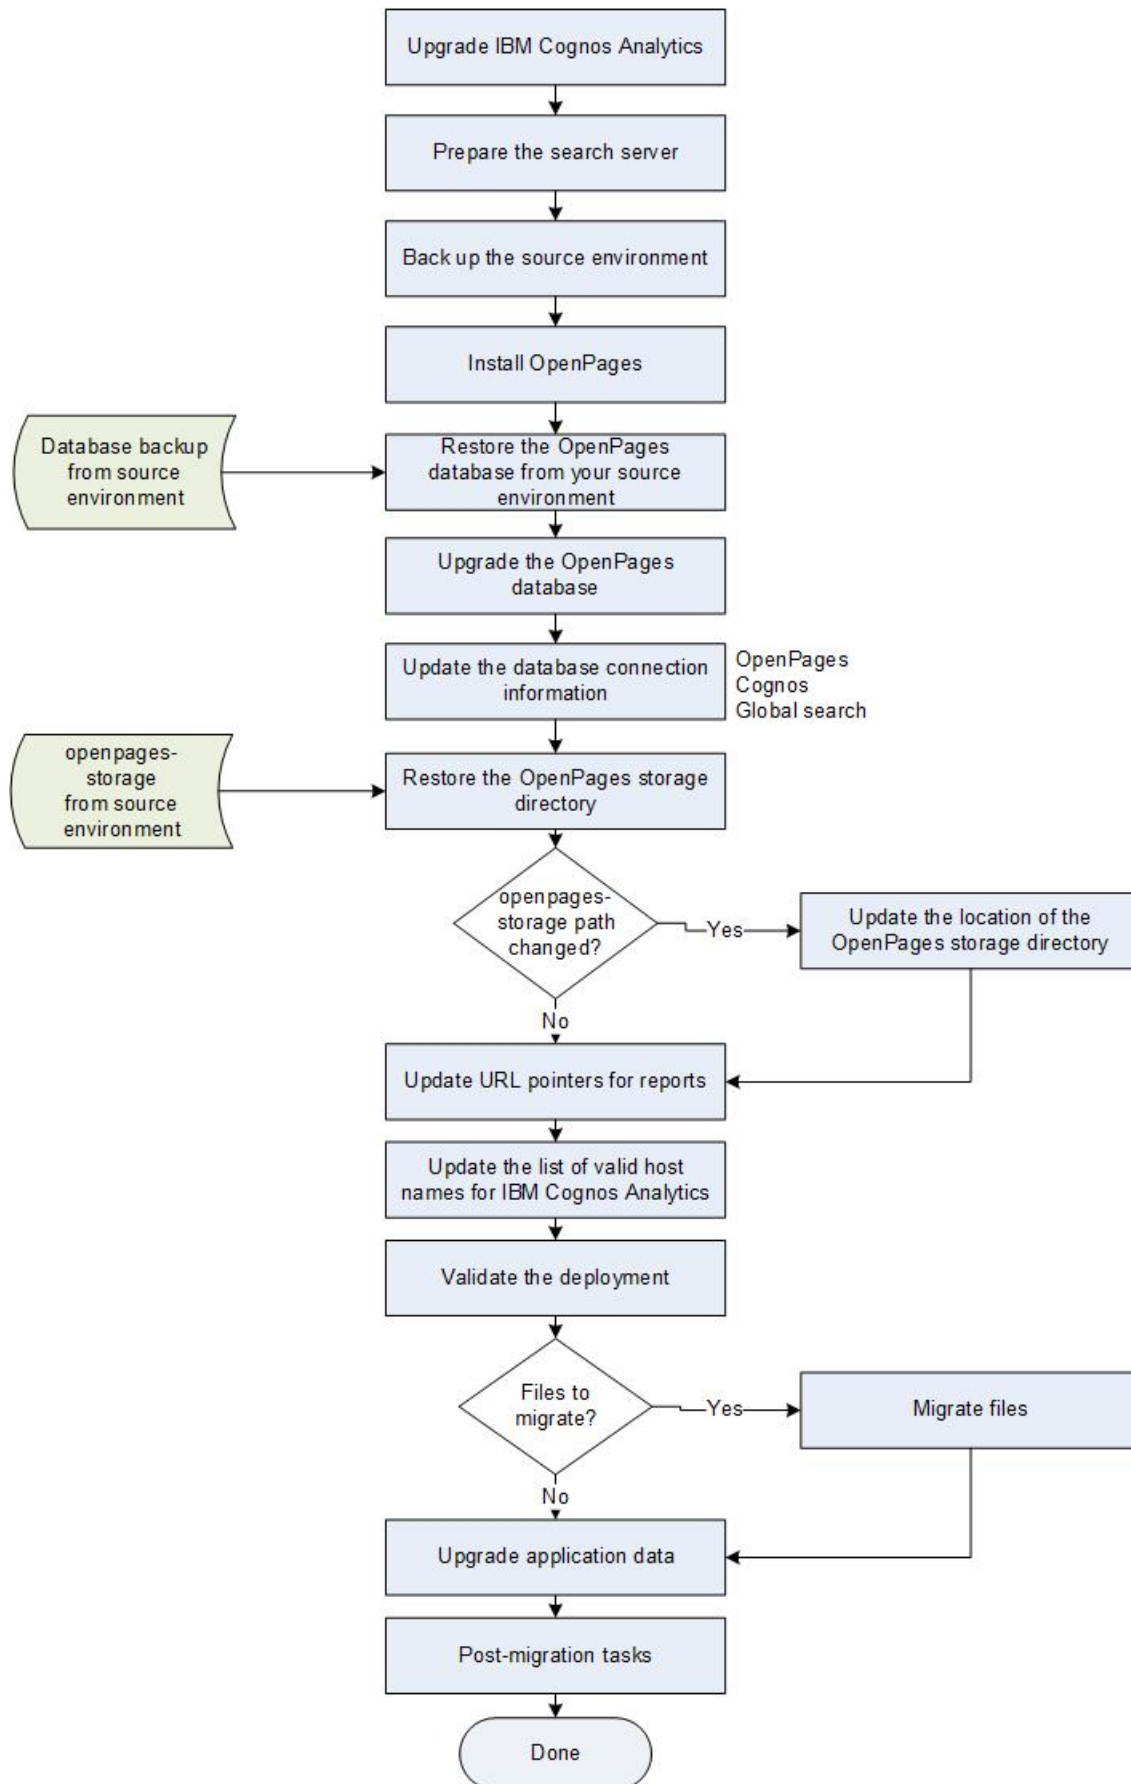 Upgrade IBM Cognos Analytics
Prepare the search server
Back up the source environment
Install OpenPages
Database backup
from source
environment
Restore the OpenPages
database from your source
environment
Upgrade the OpenPages
database
Update the database connection
information
OpenPages
Cognos
Global search
openpages-
storage
from source
environment
Restore the OpenPages storage
directory
openpages-
storage path
changed?
Yes
Update the location of the
OpenPages storage directory
No
Update URL pointers for reports
Update the list of valid host
names for IBM Cognos Analytics
Validate the deployment
Files to
migrate?
Yes
Migrate files
No
Upgrade application data
Post-migration tasks
Done